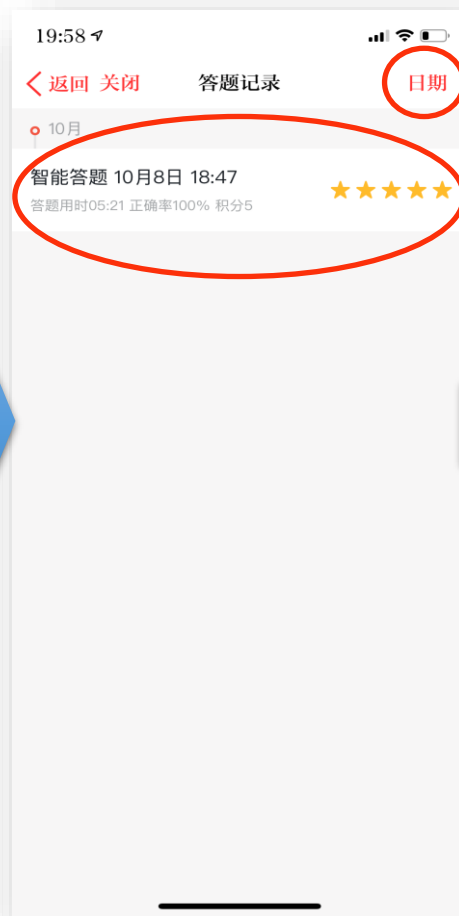 19:58
返回 关闭 答题记录 日期
10月
智能答题 10月8日 18:47
答题用时05:21 正确率100% 积分5